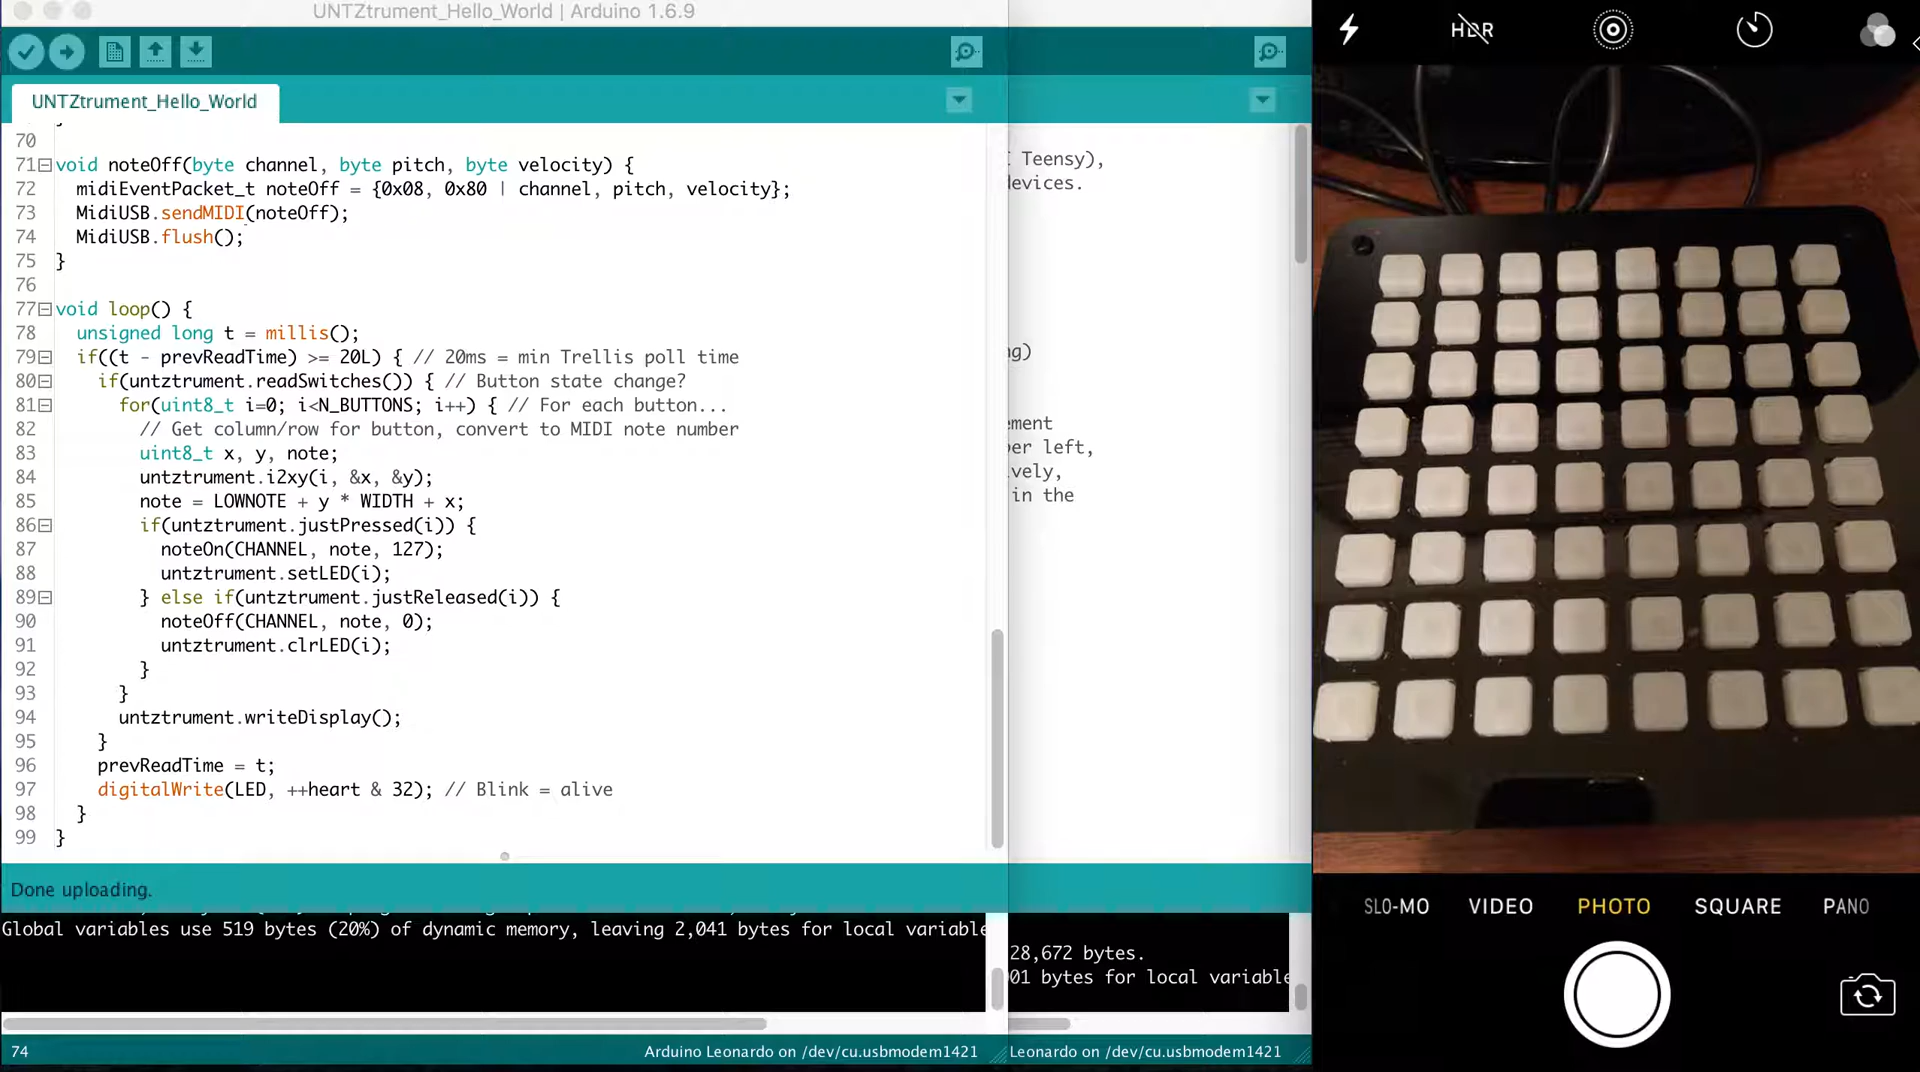 UNTZtrument_Hello_World | Arduino 1.6.9
UNTZtrument_Hello_World
70
71 void noteOff(byte channel, byte pitch, byte velocity) {
72 midiEventPacket_t noteOff = {0x08, 0x80 | channel, pitch, velocity};
73 MidiUSB.sendMIDI(noteOff);
74 MidiUSB.flush();
75 }
76
77 void loop() {
78 unsigned long t = millis();
79 if((t - prevReadTime) >= 20L) { // 20ms = min Trellis poll time
80 if(untztrument.readSwitches()) { // Button state change?
81 for(uint8_t i=0; i<N_BUTTONS; i++) { // For each button...
82 // Get column/row for button, convert to MIDI note number
83 uint8_t x, y, note;
84 untztrument.i2xy(i, &x, &y);
85 note = LOWNOTE + y * WIDTH + x;
86 if(untztrument.justPressed(i)) {
87 noteOn(CHANNEL, note, 127);
88 untztrument.setLED(i);
89 } else if(untztrument.justReleased(i)) {
90 noteOff(CHANNEL, note, 0);
91 untztrument.clrLED(i);
92 }
93 }
94 untztrument.writeDisplay();
95 }
96 prevReadTime = t;
97 digitalWrite(LED, ++heart & 32); // Blink = alive
98 }
99 }
Done uploading.
Global variables use 519 bytes (20%) of dynamic memory, leaving 2,041 bytes for local variable
74
Arduino Leonardo on /dev/cu.usbmodem1421
Teensy),
devices.
ng)
ement
er left,
ively,
in the
28,672 bytes.
01 bytes for local variable
Leonardo on /dev/cu.usbmodem1421
HDR
SLO-MO VIDEO PHOTO SQUARE PANO